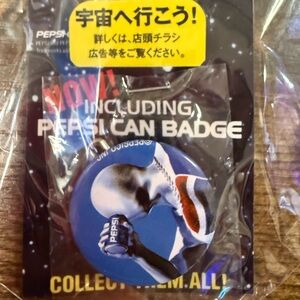 宇宙へ行こう!
詳しくは、店頭チラシ
広告等をご覧ください。
NOW!
INCLUDING
PEPSI CAN BADGE
PEPSI
COLLECT THEM ALL!